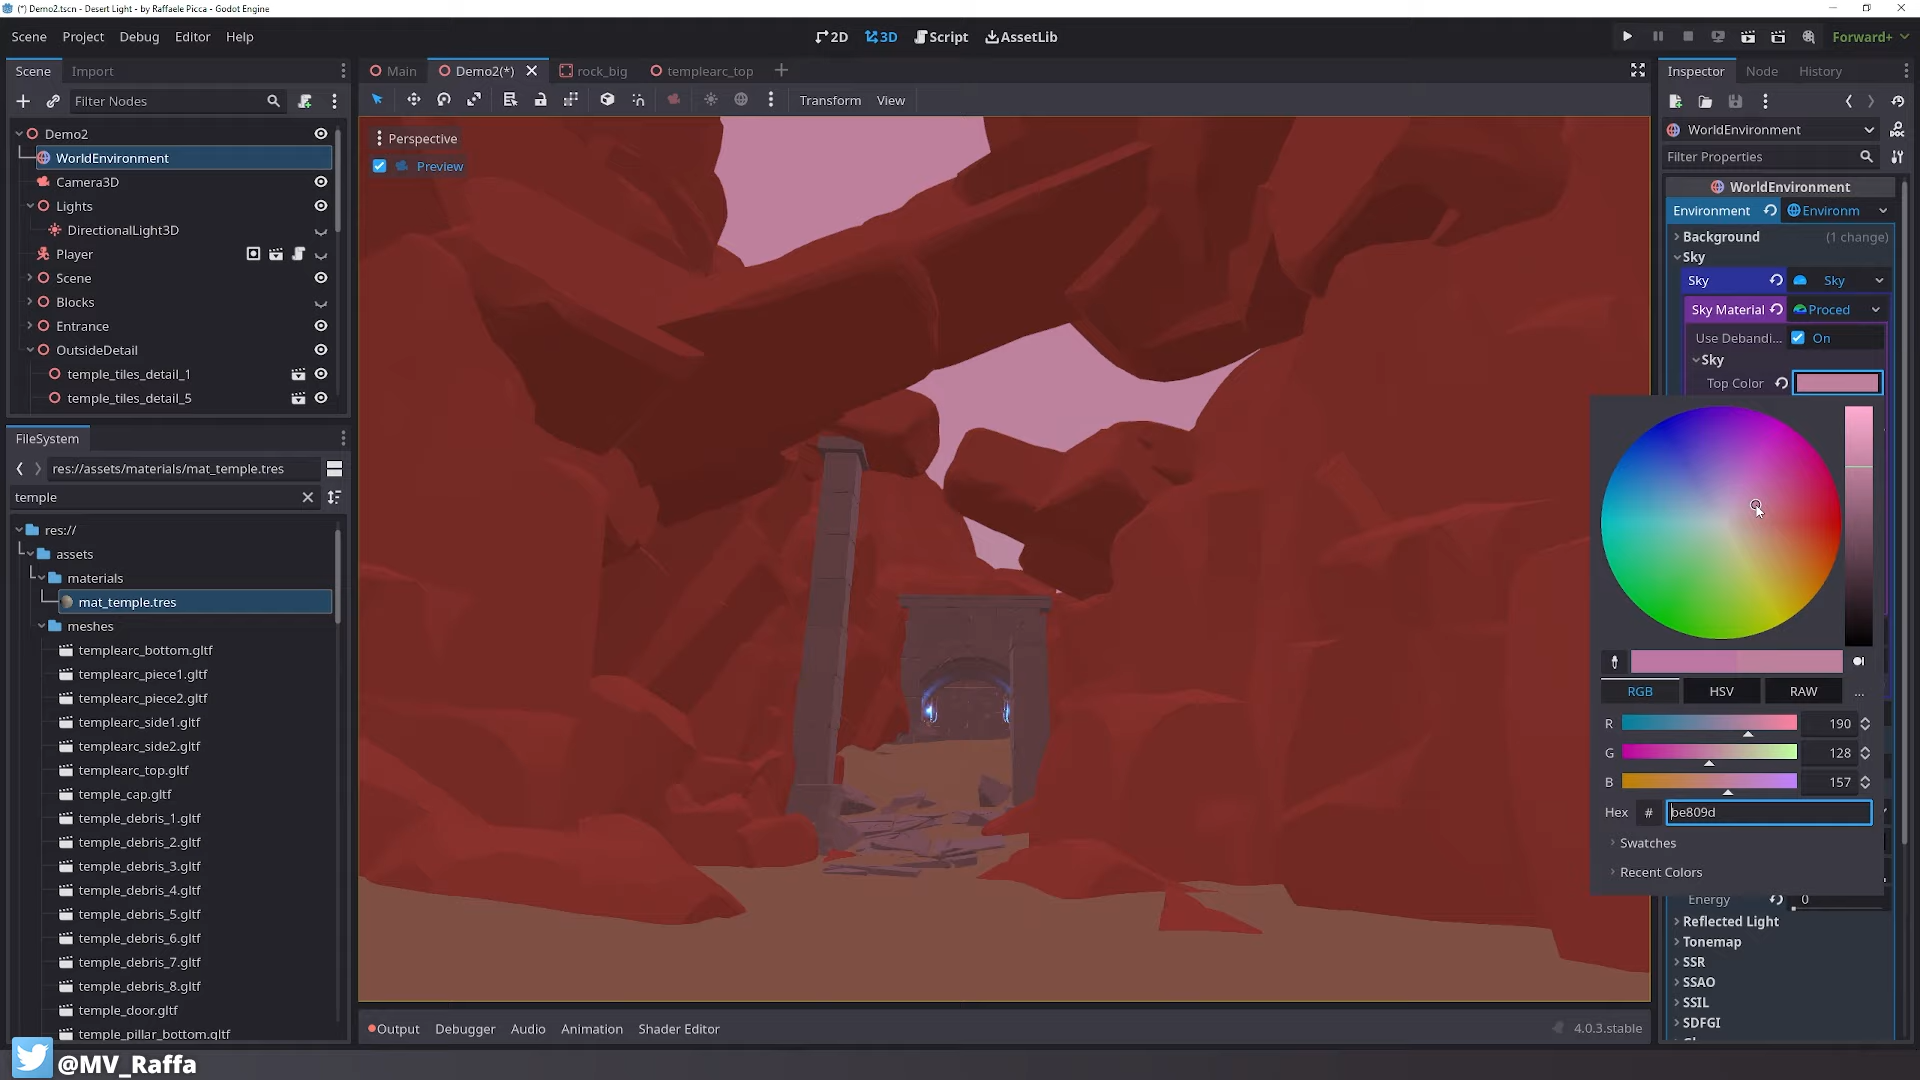 (*) Demo2.tscn - Desert Light - by Raffaele Picca - Godot Engine
Scene Project Debug Editor Help
2D 3D Script AssetLib
Forward+
Scene Import
Filter Nodes
Demo2
WorldEnvironment
Camera3D
Lights
DirectionalLight3D
Player
Scene
Blocks
Entrance
OutsideDetail
temple_tiles_detail_1
temple_tiles_detail_5
FileSystem
res://assets/materials/mat_temple.tres
temple
res://
assets
materials
mat_temple.tres
meshes
templearc_bottom.gltf
templearc_piece1.gltf
templearc_piece2.gltf
templearc_side1.gltf
templearc_side2.gltf
templearc_top.gltf
temple_cap.gltf
temple_debris_1.gltf
temple_debris_2.gltf
temple_debris_3.gltf
temple_debris_4.gltf
temple_debris_5.gltf
temple_debris_6.gltf
temple_debris_7.gltf
temple_debris_8.gltf
temple_door.gltf
temple_pillar_bottom.gltf
@MV_Raffa
Main Demo2(*) rock_big templearc_top
Transform View
Perspective
Preview
Output Debugger Audio Animation Shader Editor
4.0.3.stable
Inspector Node History
WorldEnvironment
Filter Properties
WorldEnvironment
Environment Environm
Background (1 change)
Sky
Sky Sky
Sky Material Proced
Use Debandi... On
Sky
Top Color
RGB HSV RAW ...
R 190
G 128
B 157
Hex # be809d
Swatches
Recent Colors
Energy 0
Reflected Light
Tonemap
SSR
SSAO
SSIL
SDFGI